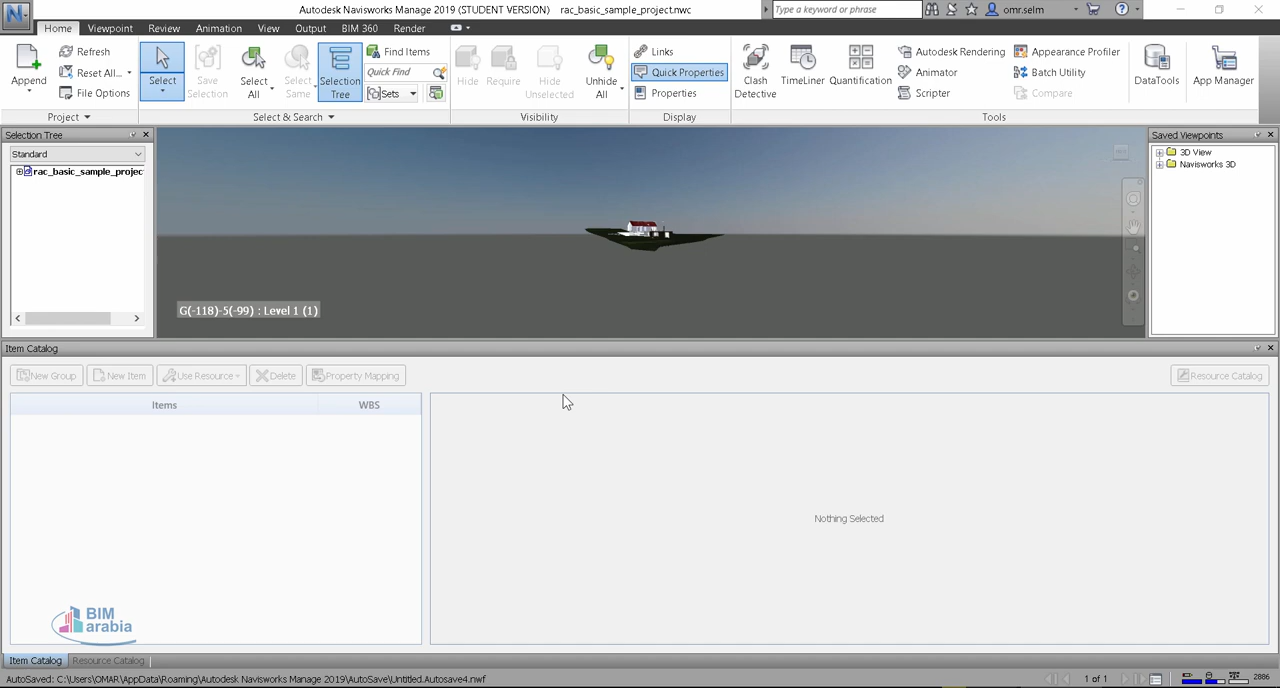 Autodesk Navisworks Manage 2019 (STUDENT VERSION) rac_basic_sample_project.nwc
Type a keyword or phrase
omr.selm
Home Viewpoint Review Animation View Output BIM 360 Render
Append
Refresh
Reset All...
File Options
Project
Select
Save Selection
Select All
Select Same
Selection Tree
Find Items
Quick Find
Sets
Select & Search
Hide
Require
Hide Unselected
Unhide All
Visibility
Links
Quick Properties
Properties
Display
Clash Detective
TimeLiner
Quantification
Autodesk Rendering
Animator
Scripter
Appearance Profiler
Batch Utility
Compare
DataTools
App Manager
Tools
Selection Tree
Standard
rac_basic_sample_projec
G(-118)-5(-99) : Level 1 (1)
Saved Viewpoints
3D View
Navisworks 3D
Item Catalog
New Group New Item Use Resource Delete Property Mapping Resource Catalog
Items WBS
Nothing Selected
BIM
arabia
Item Catalog Resource Catalog
AutoSaved: C:\Users\OMAR\AppData\Roaming\Autodesk Navisworks Manage 2019\AutoSave\Untitled.Autosave4.nwf
1 of 1
2886